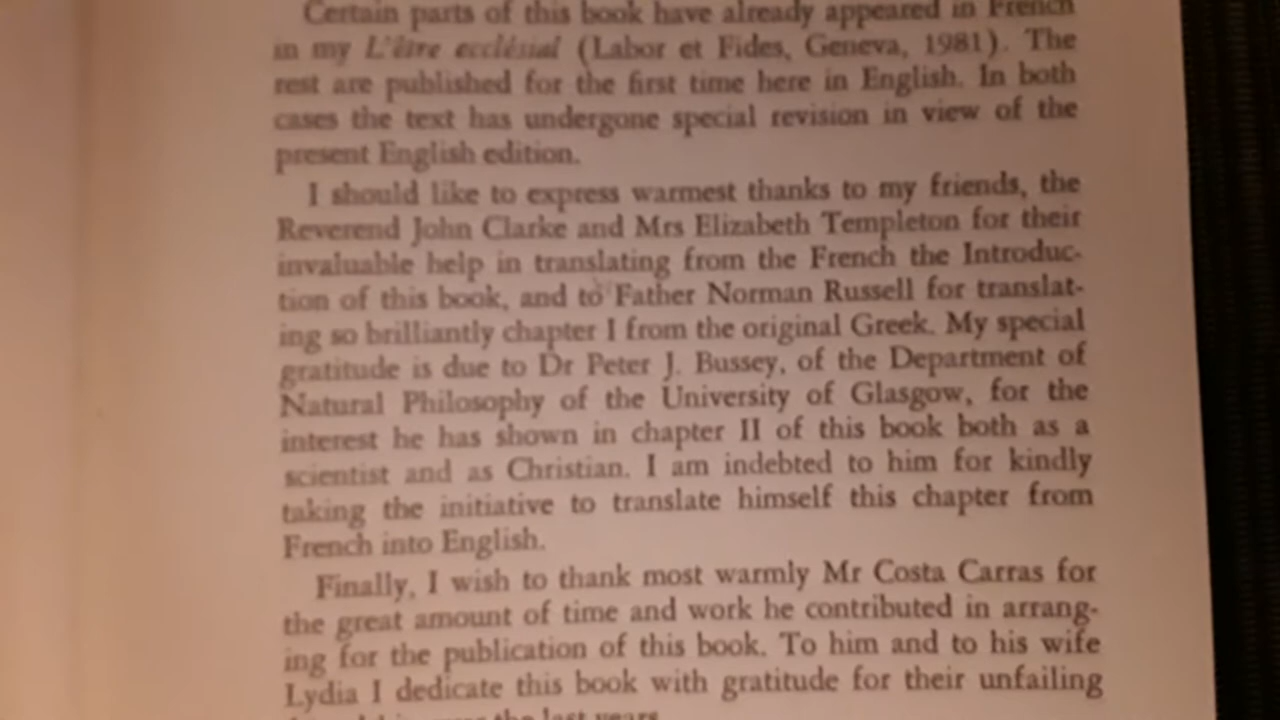 Certain parts of this book have already appeared in French
in my L'être ecclésial (Labor et Fides, Geneva, 1981). The
rest are published for the first time here in English. In both
cases the text has undergone special revision in view of the
present English edition.
I should like to express warmest thanks to my friends, the
Reverend John Clarke and Mrs Elizabeth Templeton for their
invaluable help in translating from the French the Introduc-
tion of this book, and to Father Norman Russell for translat-
ing so brilliantly chapter I from the original Greek. My special
gratitude is due to Dr Peter J. Bussey, of the Department of
Natural Philosophy of the University of Glasgow, for the
interest he has shown in chapter II of this book both as a
scientist and as Christian. I am indebted to him for kindly
taking the initiative to translate himself this chapter from
French into English.
Finally, I wish to thank most warmly Mr Costa Carras for
the great amount of time and work he contributed in arrang-
ing for the publication of this book. To him and to his wife
Lydia I dedicate this book with gratitude for their unfailing
the last years